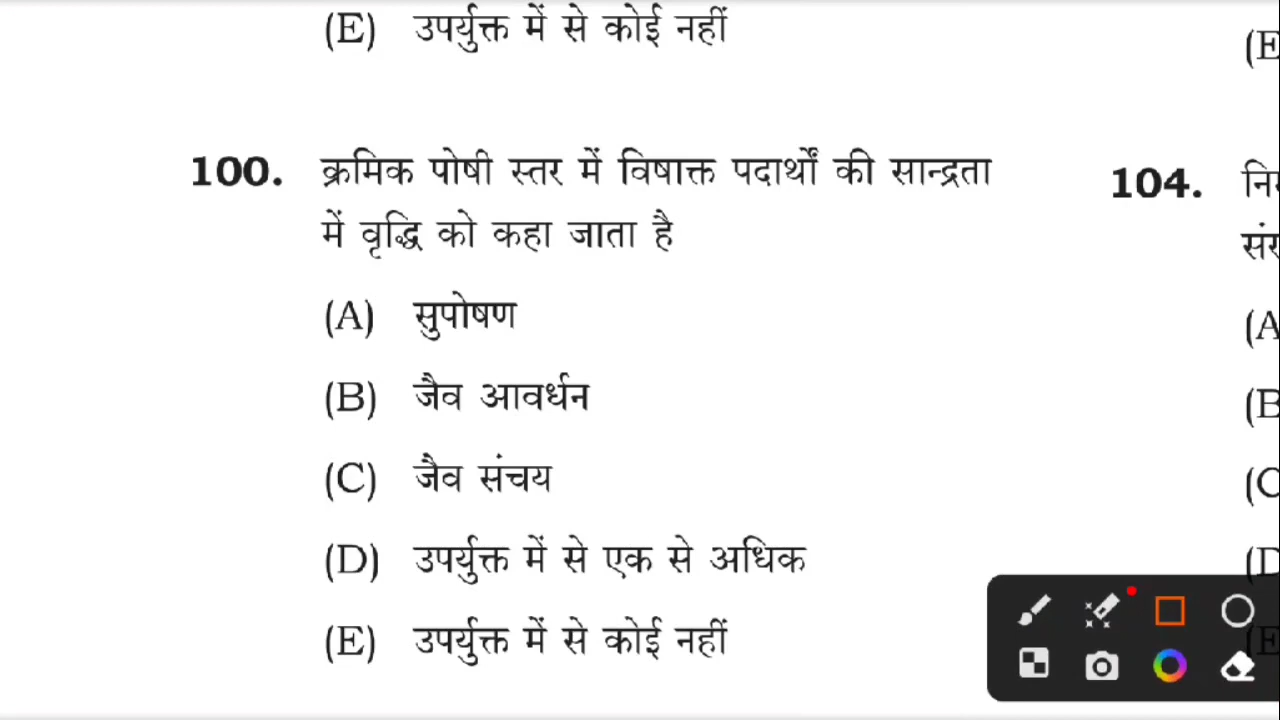 (E) उपर्युक्त में से कोई नहीं
100. क्रमिक पोषी स्तर में विषाक्त पदार्थों की सान्द्रता
में वृद्धि को कहा जाता है
(A) सुपोषण
(B) जैव आवर्धन
(C) जैव संचय
(D) उपर्युक्त में से एक से अधिक
(E) उपर्युक्त में से कोई नहीं
(E
104.
(A
(B
(C
(D
(E